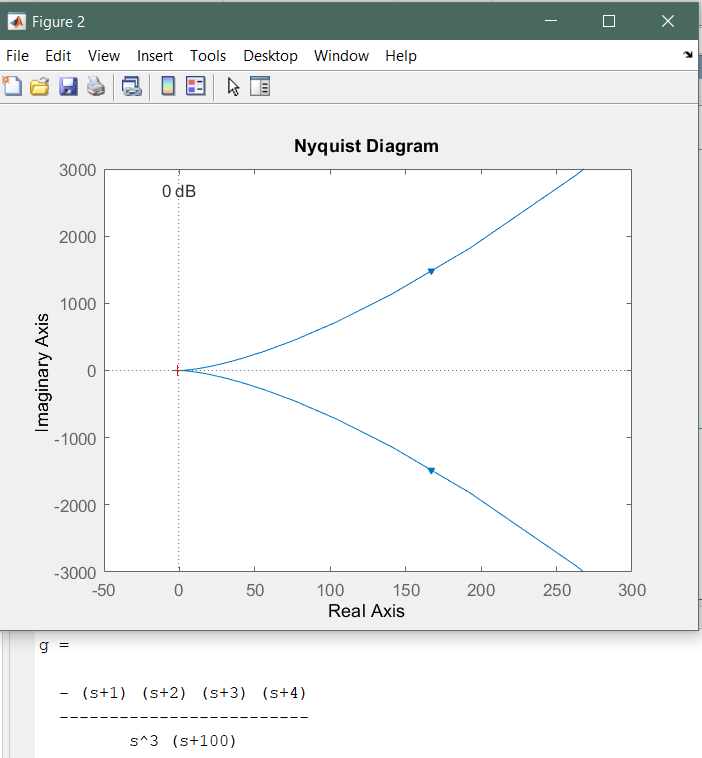 Figure 2
File Edit View Insert Tools Desktop Window Help
Nyquist Diagram
0 dB
3000
2000
1000
0
-1000
-2000
-3000
Imaginary Axis
-50 0 50 100 150 200 250 300
Real Axis
g =
- (s+1) (s+2) (s+3) (s+4)
-------------------------
s^3 (s+100)